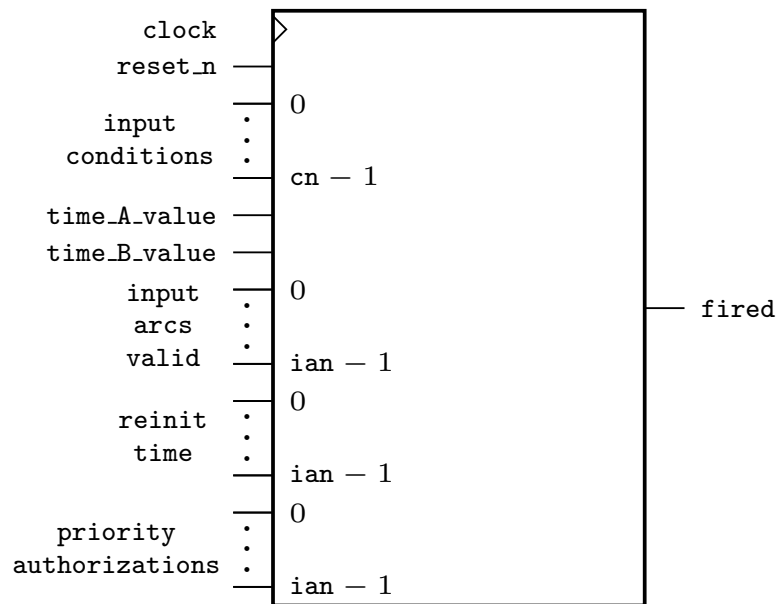 clock
reset_n
0
input
conditions
cn − 1
time_A_value
time_B_value
0
input
arcs
valid
ian − 1
fired
0
reinit
time
ian − 1
0
priority
authorizations
ian − 1